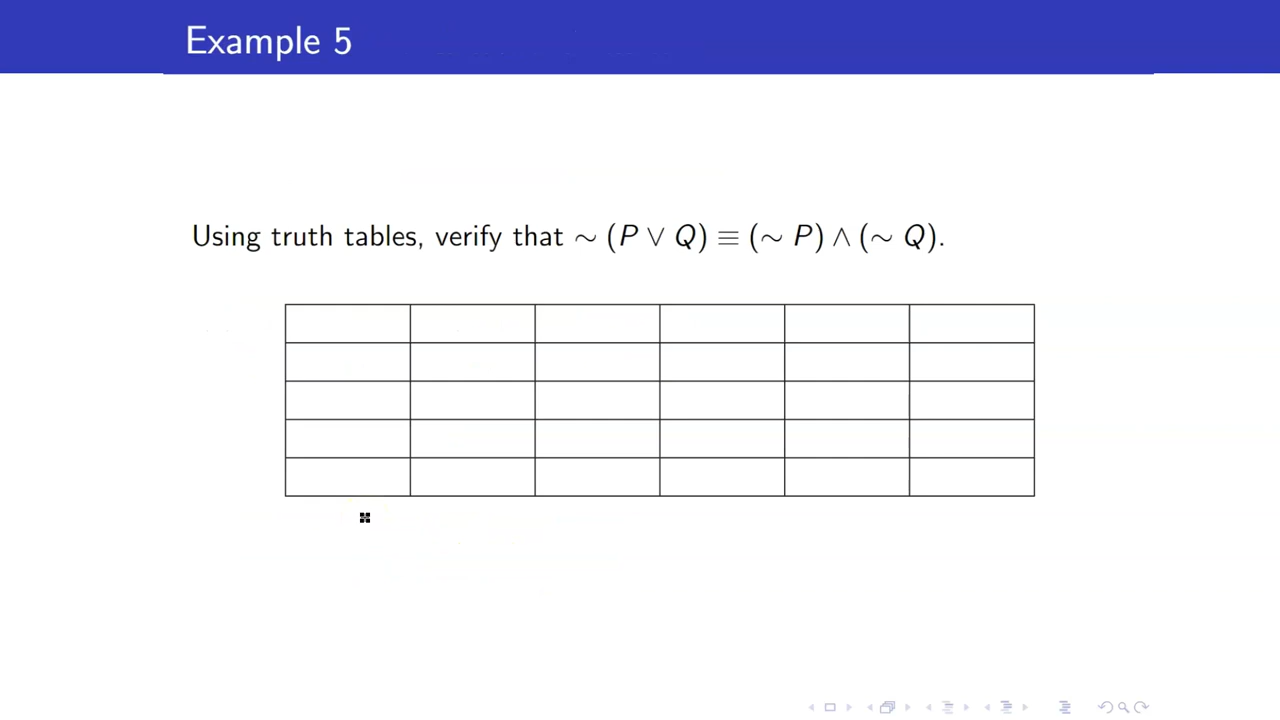 Example 5
Using truth tables, verify that ∼ (P ∨ Q) ≡ (∼ P) ∧ (∼ Q).